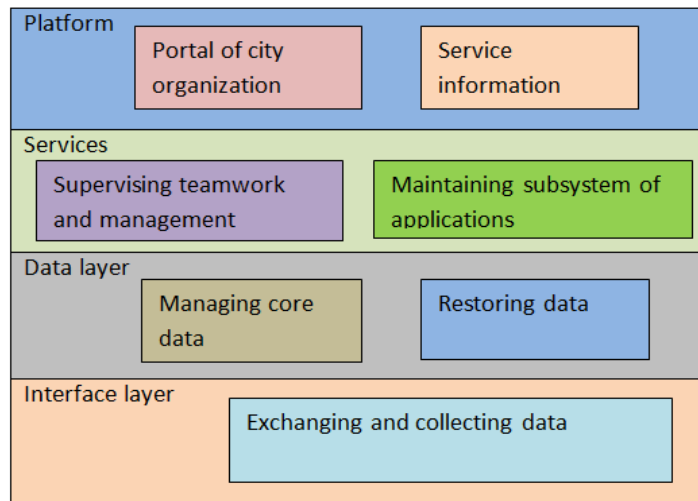 Platform
Portal of city
organization
Service
information
Services
Supervising teamwork
and management
Maintaining subsystem of
applications
Data layer
Managing core
data
Restoring data
Interface layer
Exchanging and collecting data